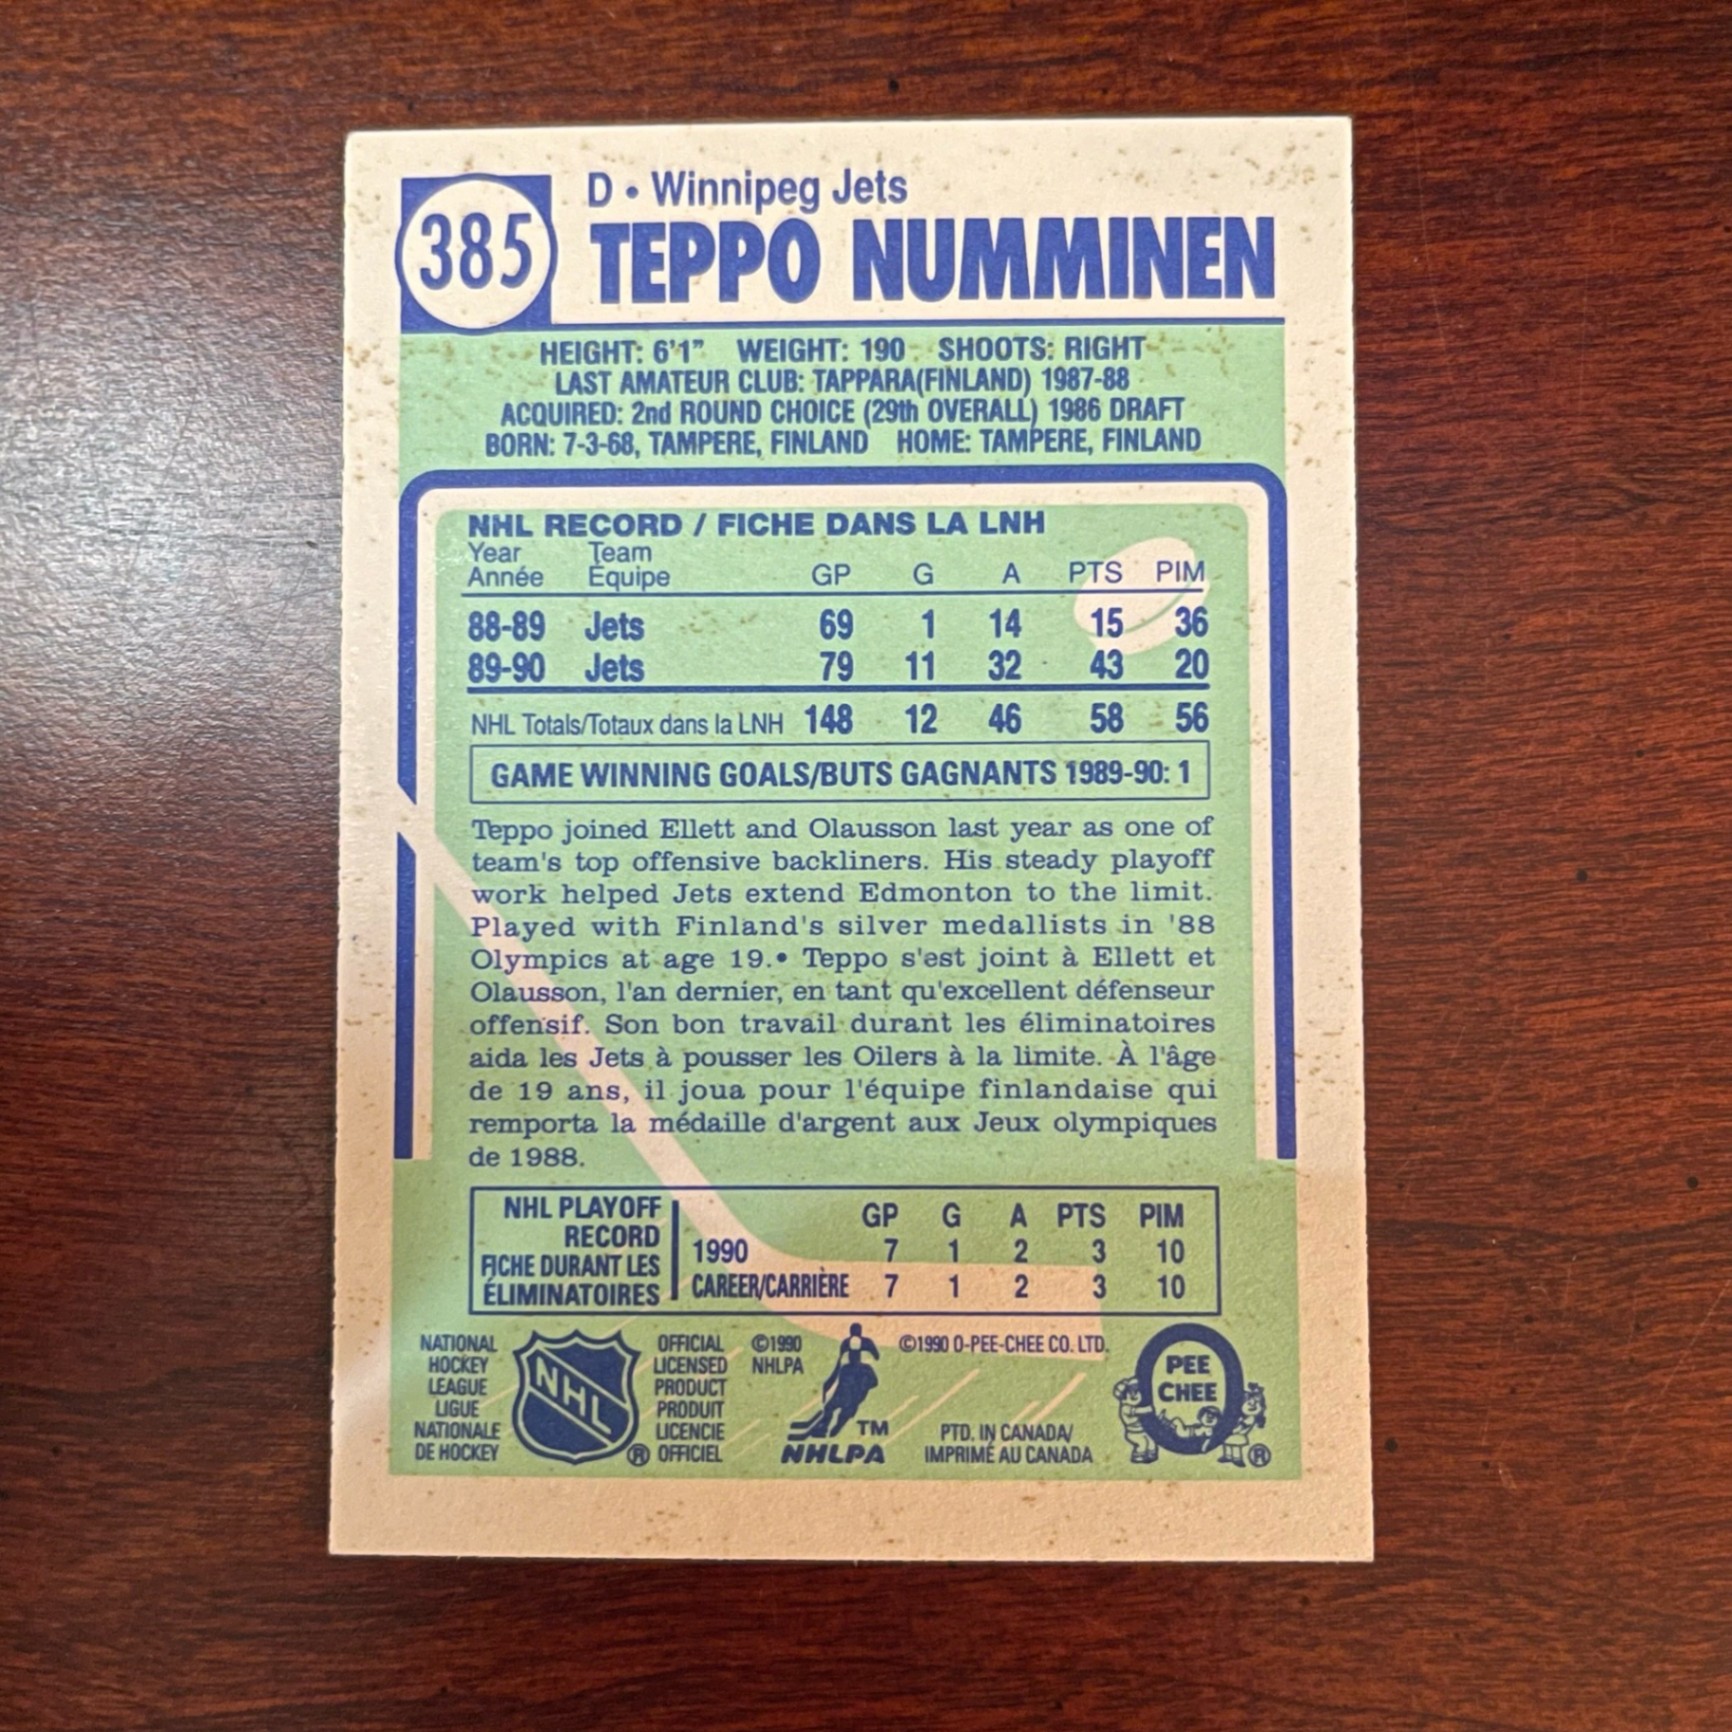 385
D • Winnipeg Jets
TEPPO NUMMINEN
HEIGHT: 6'1" WEIGHT: 190 SHOOTS: RIGHT
LAST AMATEUR CLUB: TAPPARA(FINLAND) 1987-88
ACQUIRED: 2nd ROUND CHOICE (29th OVERALL) 1986 DRAFT
BORN: 7-3-68, TAMPERE, FINLAND HOME: TAMPERE, FINLAND
NHL RECORD / FICHE DANS LA LNH
Year Team
Année Équipe GP G A PTS PIM
88-89 Jets 69 1 14 15 36
89-90 Jets 79 11 32 43 20
NHL Totals/Totaux dans la LNH 148 12 46 58 56
GAME WINNING GOALS/BUTS GAGNANTS 1989-90: 1
Teppo joined Ellett and Olausson last year as one of
team's top offensive backliners. His steady playoff
work helped Jets extend Edmonton to the limit.
Played with Finland's silver medallists in '88
Olympics at age 19.• Teppo s'est joint à Ellett et
Olausson, l'an dernier, en tant qu'excellent défenseur
offensif. Son bon travail durant les éliminatoires
aida les Jets à pousser les Oilers à la limite. À l'âge
de 19 ans, il joua pour l'équipe finlandaise qui
remporta la médaille d'argent aux Jeux olympiques
de 1988.
NHL PLAYOFF
RECORD
FICHE DURANT LES
ÉLIMINATOIRES
GP G A PTS PIM
1990 7 1 2 3 10
CAREER/CARRIÈRE 7 1 2 3 10
NATIONAL
HOCKEY
LEAGUE
LIGUE
NATIONALE
DE HOCKEY
NHL
®
OFFICIAL
LICENSED
PRODUCT
PRODUIT
LICENCIE
OFFICIEL
©1990
NHLPA
TM
NHLPA
©1990 O-PEE-CHEE CO. LTD.
PTD. IN CANADA/
IMPRIMÉ AU CANADA
O
PEE
CHEE
®